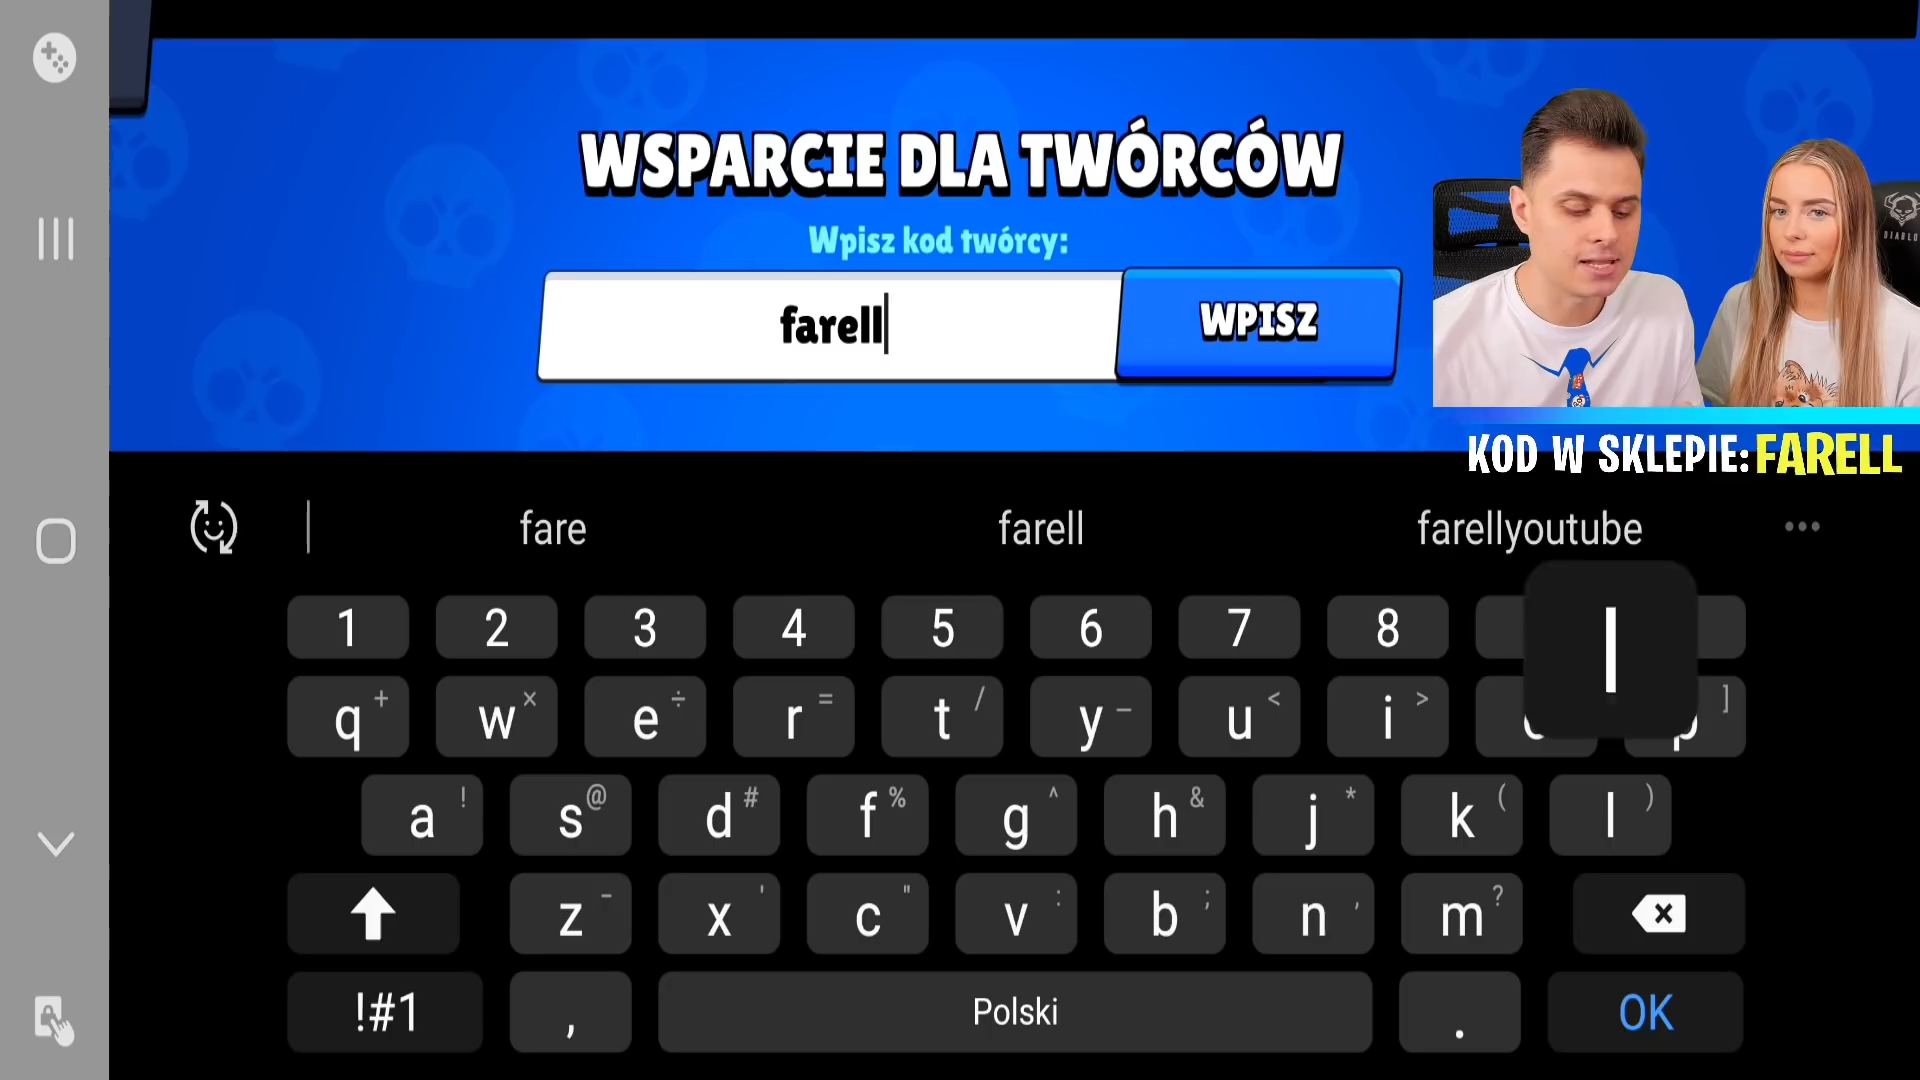 WSPARCIE DLA TWÓRCÓW
Wpisz kod twórcy:
farell
WPISZ
DIABLO
KOD W SKLEPIE: FARELL
fare farell farellyoutube ...
1 2 3 4 5 6 7 8
q + w × e ÷ r = t / y _ u < i > p ]
l
a ! s @ d # f % g ^ h & j * k ( l )
z - x ' c " v : b ; n , m ?
!#1 , Polski . OK